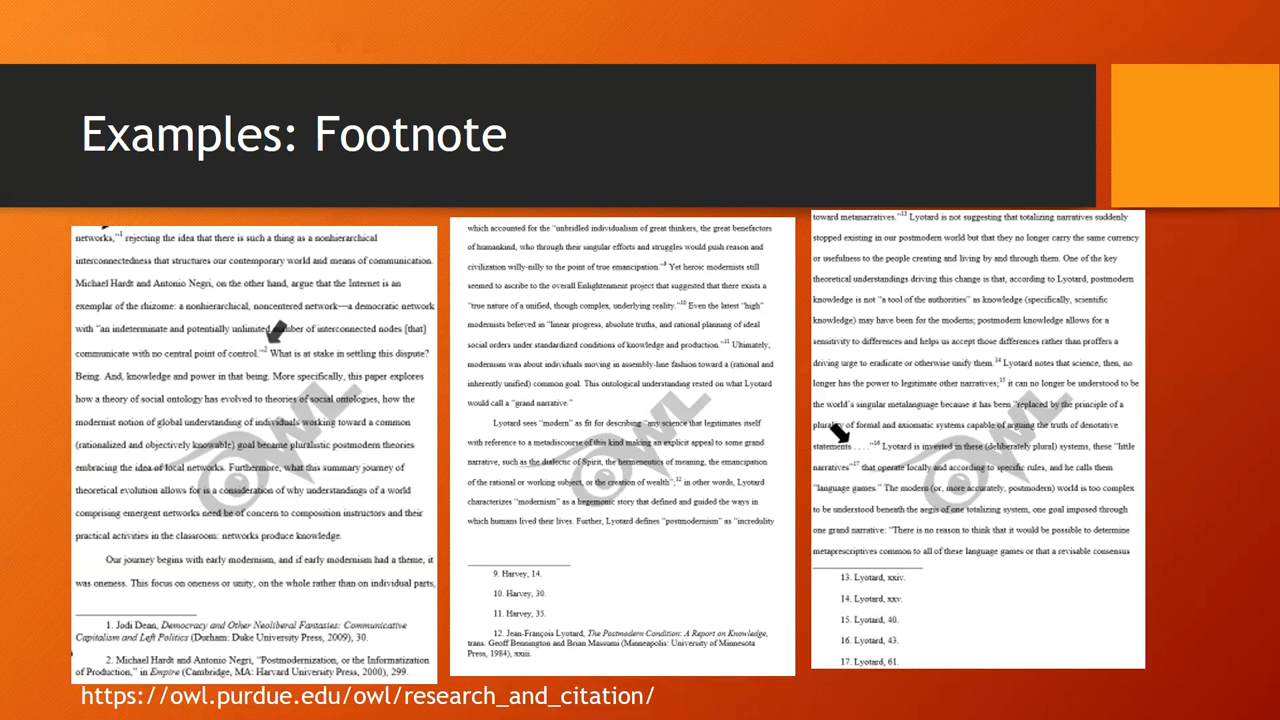 Examples: Footnote
networks,"1 rejecting the idea that there is such a thing as a nonhierarchical
interconnectedness that structures our contemporary world and means of communication.
Michael Hardt and Antonio Negri, on the other hand, argue that the Internet is an
exemplar of the rhizome: a nonhierarchical, noncentered network—a democratic network
with "an indeterminate and potentially unlimited number of interconnected nodes [that]
communicate with no central point of control."2 What is at stake in settling this dispute?
Being. And, knowledge and power in that being. More specifically, this paper explores
how a theory of social ontology has evolved to theories of social ontologies, how the
modernist notion of global understanding of individuals working toward a common
(rationalized and objectively knowable) goal became pluralistic postmodern theories
embracing the idea of local networks. Furthermore, what this summary journey of
theoretical evolution allows for is a consideration of why understandings of a world
comprising emergent networks need be of concern to composition instructors and their
practical activities in the classroom: networks produce knowledge.
Our journey begins with early modernism, and if early modernism had a theme, it
was oneness. This focus on oneness or unity, on the whole rather than on individual parts,
1. Jodi Dean, Democracy and Other Neoliberal Fantasies: Communicative
Capitalism and Left Politics (Durham: Duke University Press, 2009), 30.
2. Michael Hardt and Antonio Negri, "Postmodernization, or the Informatization
of Production," in Empire (Cambridge, MA: Harvard University Press, 2000), 299.
OWL
which accounted for the "unbridled individualism of great thinkers, the great benefactors
of humankind, who through their singular efforts and struggles would push reason and
civilization willy-nilly to the point of true emancipation."9 Yet heroic modernists still
seemed to ascribe to the overall Enlightenment project that suggested that there exists a
"true nature of a unified, though complex, underlying reality."10 Even the latest "high"
modernists believed in "linear progress, absolute truths, and rational planning of ideal
social orders under standardized conditions of knowledge and production."11 Ultimately,
modernism was about individuals moving in assembly-line fashion toward a (rational and
inherently unified) common goal. This ontological understanding rested on what Lyotard
would call a "grand narrative."
Lyotard sees "modern" as fit for describing "any science that legitimates itself
with reference to a metadiscourse of this kind making an explicit appeal to some grand
narrative, such as the dialectic of Spirit, the hermeneutics of meaning, the emancipation
of the rational or working subject, or the creation of wealth";12 in other words, Lyotard
characterizes "modernism" as a hegemonic story that defined and guided the ways in
which humans lived their lives. Further, Lyotard defines "postmodernism" as "incredulity
9. Harvey, 14.
10. Harvey, 30.
11. Harvey, 35.
12. Jean-François Lyotard, The Postmodern Condition: A Report on Knowledge,
trans. Geoff Bennington and Brian Massumi (Minneapolis: University of Minnesota
Press, 1984), xxiii.
OWL
toward metanarratives."13 Lyotard is not suggesting that totalizing narratives suddenly
stopped existing in our postmodern world but that they no longer carry the same currency
or usefulness to the people creating and living by and through them. One of the key
theoretical understandings driving this change is that, according to Lyotard, postmodern
knowledge is not "a tool of the authorities" as knowledge (specifically, scientific
knowledge) may have been for the moderns; postmodern knowledge allows for a
sensitivity to differences and helps us accept those differences rather than proffers a
driving urge to eradicate or otherwise unify them.14 Lyotard notes that science, then, no
longer has the power to legitimate other narratives;15 it can no longer be understood to be
the world's singular metalanguage because it has been "replaced by the principle of a
plurality of formal and axiomatic systems capable of arguing the truth of denotative
statements . . . ."16 Lyotard is invested in these (deliberately plural) systems, these "little
narratives"17 that operate locally and according to specific rules, and he calls them
"language games." The modern (or, more accurately, postmodern) world is too complex
to be understood beneath the aegis of one totalizing system, one goal imposed through
one grand narrative: "There is no reason to think that it would be possible to determine
metaprescriptives common to all of these language games or that a revisable consensus
13. Lyotard, xxiv.
14. Lyotard, xxv.
15. Lyotard, 40.
16. Lyotard, 43.
17. Lyotard, 61.
OWL
https://owl.purdue.edu/owl/research_and_citation/